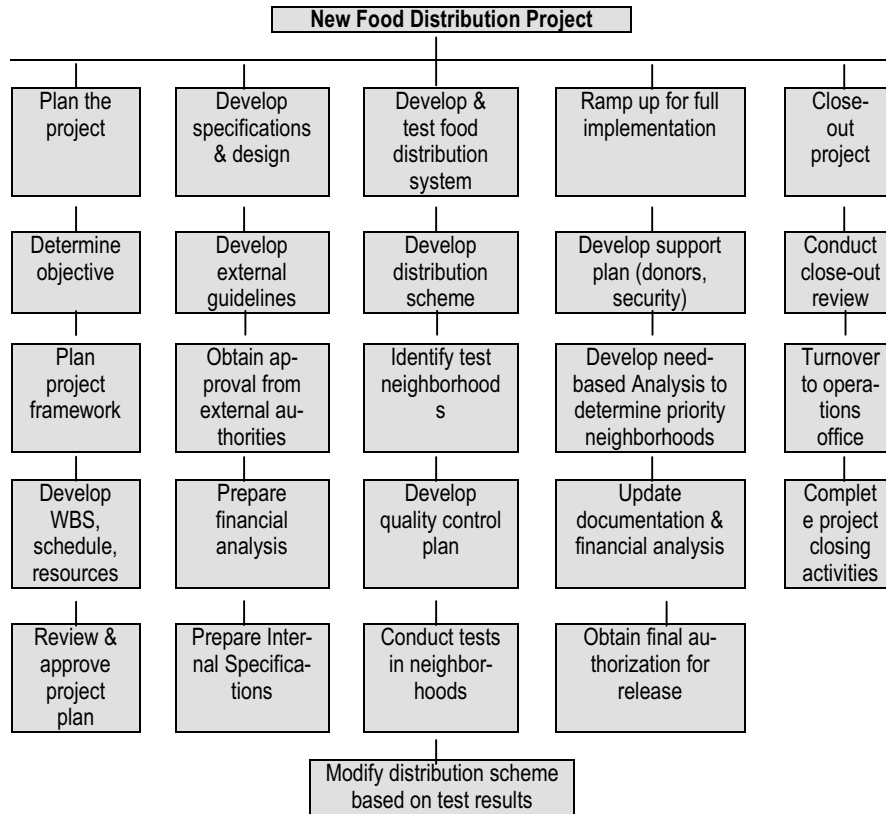 New Food Distribution Project
Plan the
project
Develop
specifications
& design
Develop &
test food
distribution
system
Ramp up for full
implementation
Close-
out
project
Determine
objective
Develop
external
guidelines
Develop
distribution
scheme
Develop support
plan (donors,
security)
Conduct
close-out
review
Plan
project
framework
Obtain ap-
proval from
external au-
thorities
Identify test
neighborhood
s
Develop need-
based Analysis to
determine priority
neighborhoods
Turnover
to opera-
tions
office
Develop
WBS,
schedule,
resources
Prepare
financial
analysis
Develop
quality control
plan
Update
documentation &
financial analysis
Complet
e project
closing
activities
Review &
approve
project
plan
Prepare Inter-
nal Specifica-
tions
Conduct tests
in neighbor-
hoods
Obtain final au-
thorization for
release
Modify distribution scheme
based on test results